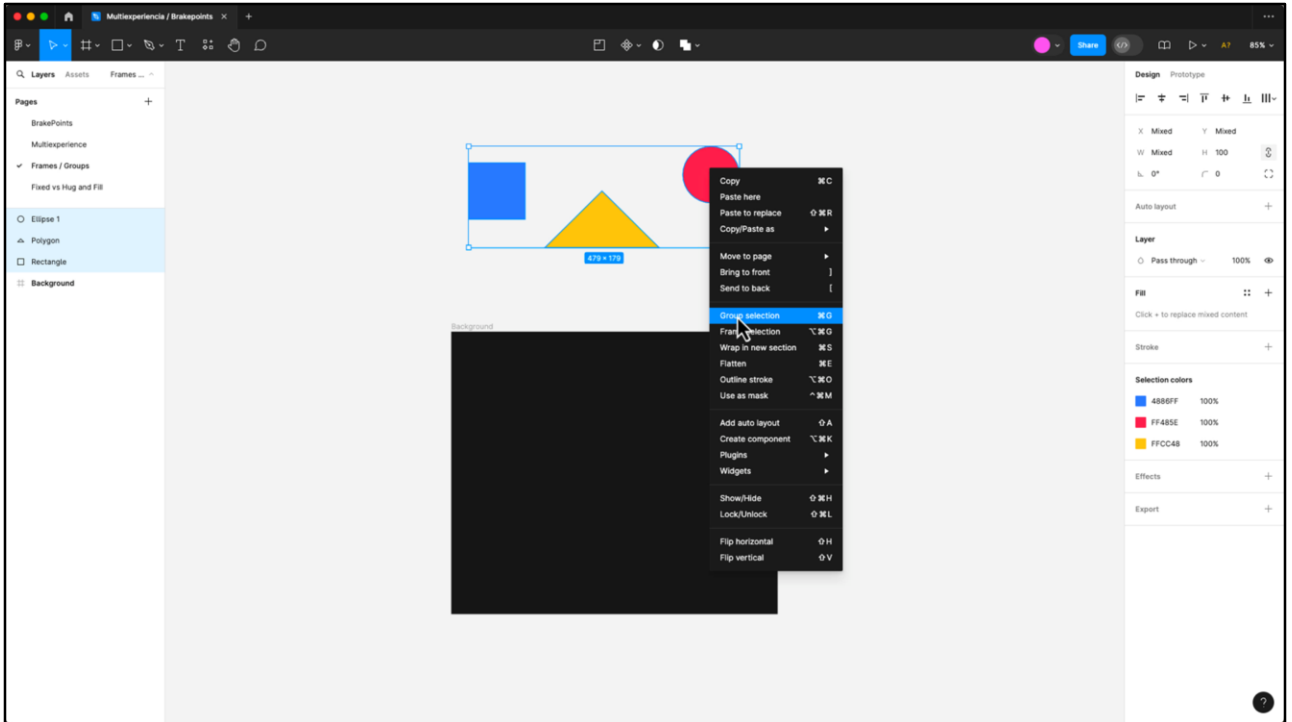 Multiexperiencia / Brakepoints
Share
A?
85%
Layers Assets Frames ...
Pages
BrakePoints
Multiexperience
Frames / Groups
Fixed vs Hug and Fill
Ellipse 1
Polygon
Rectangle
Background
479 × 179
Background
Copy ⌘C
Paste here
Paste to replace ⇧⌘R
Copy/Paste as
Move to page
Bring to front ]
Send to back [
Group selection ⌘G
Frame selection ⌥⌘G
Wrap in new section ⌘S
Flatten ⌘E
Outline stroke ⌥⌘O
Use as mask ^⌘M
Add auto layout ⇧A
Create component ⌥⌘K
Plugins
Widgets
Show/Hide ⇧⌘H
Lock/Unlock ⇧⌘L
Flip horizontal ⇧H
Flip vertical ⇧V
Design Prototype
X Mixed Y Mixed
W Mixed H 100
0° 0
Auto layout
Layer
Pass through 100%
Fill
Click + to replace mixed content
Stroke
Selection colors
4886FF 100%
FF485E 100%
FFCC48 100%
Effects
Export
?